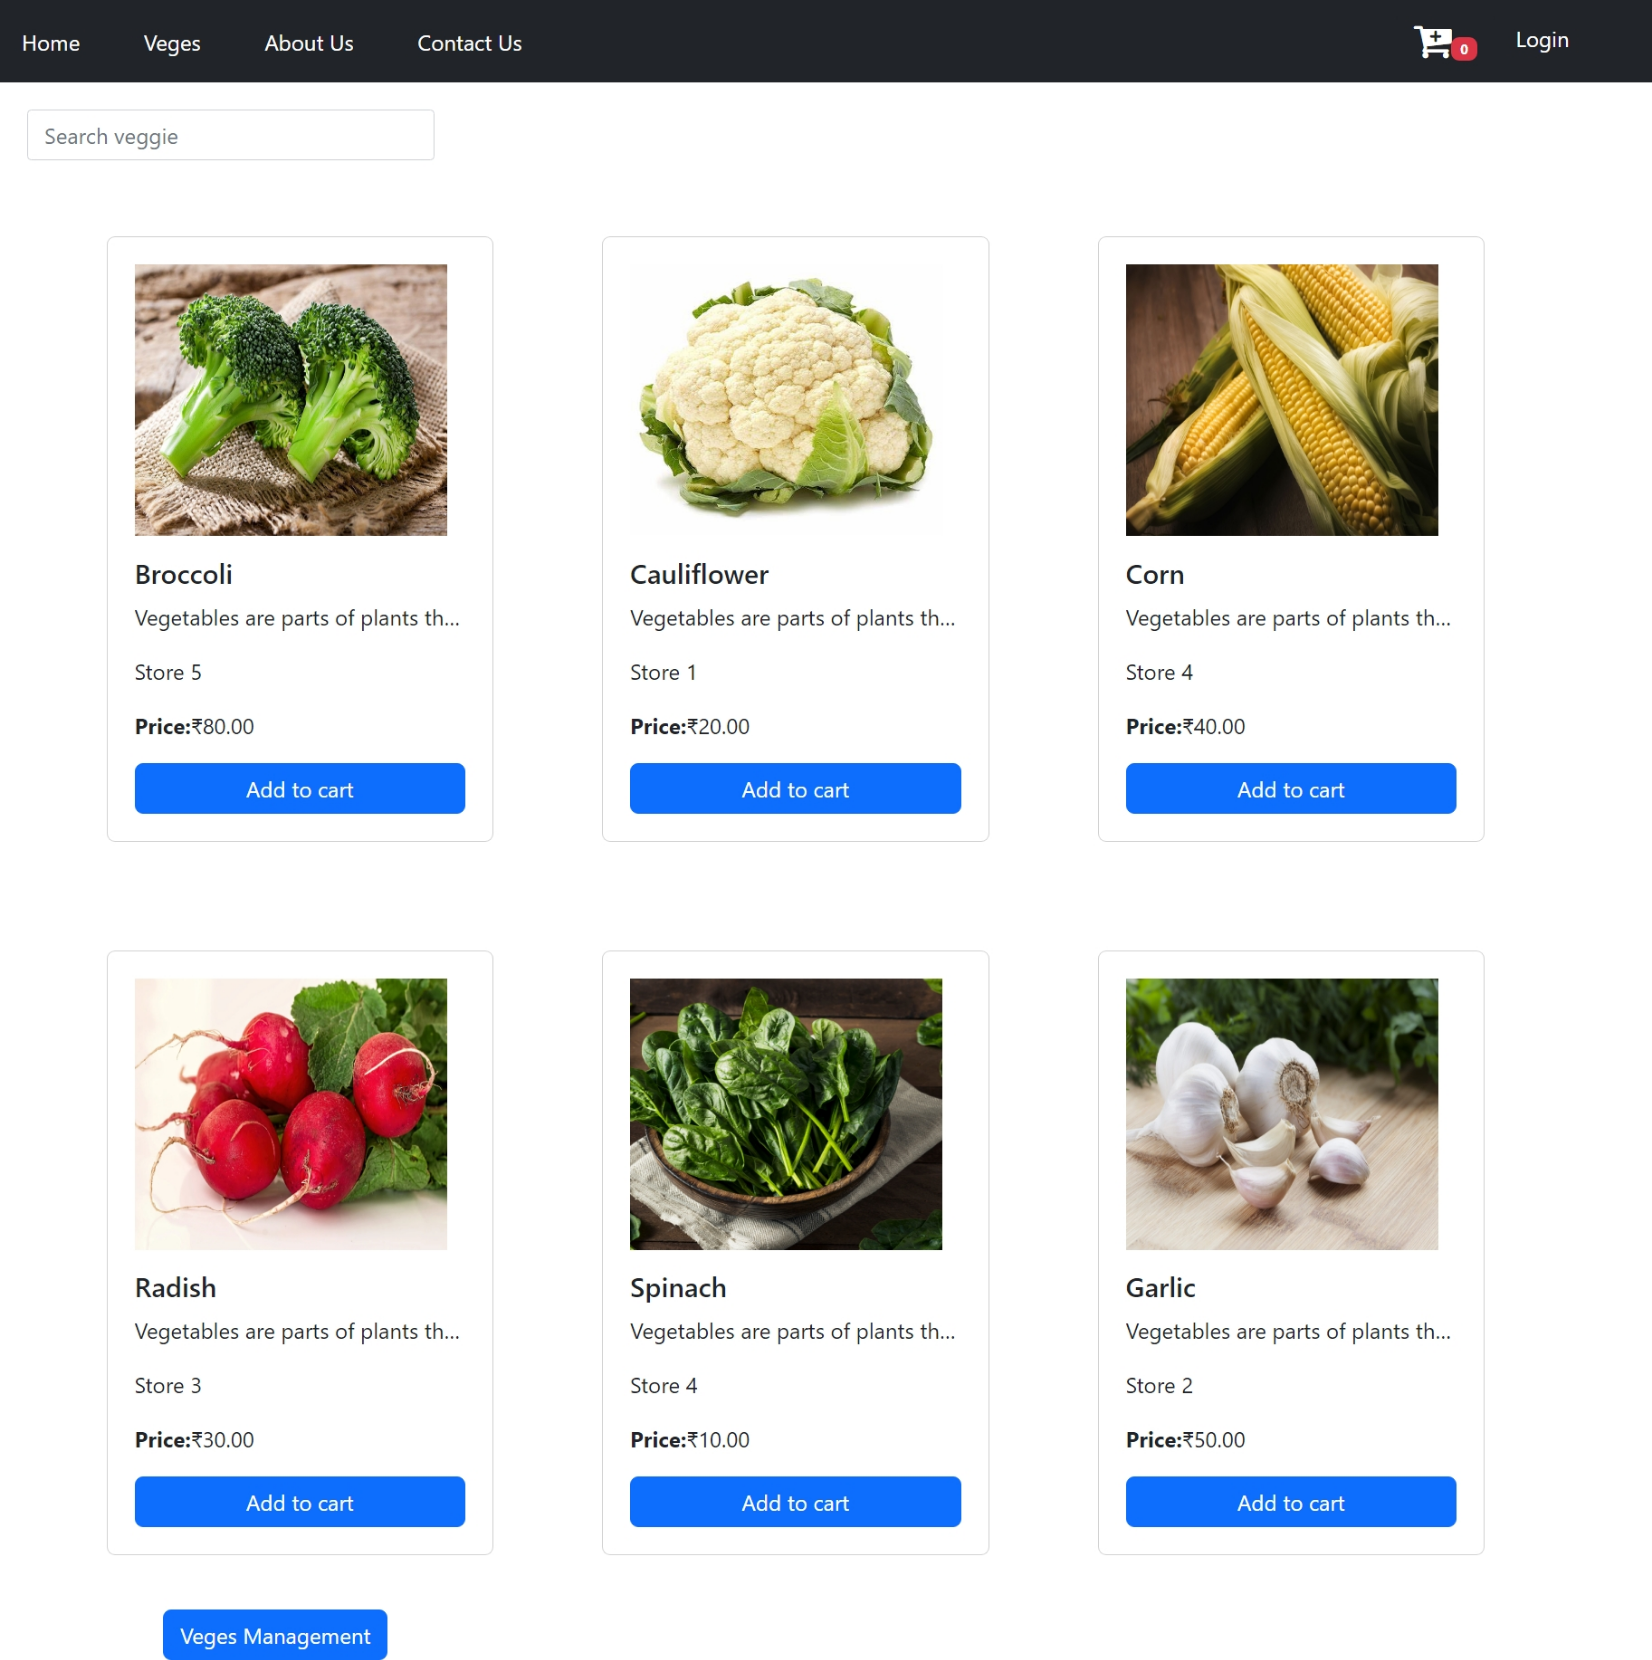 Home Veges About Us Contact Us 0 Login
Search veggie
Broccoli
Vegetables are parts of plants th...
Store 5
Price:₹80.00
Add to cart
Cauliflower
Vegetables are parts of plants th...
Store 1
Price:₹20.00
Add to cart
Corn
Vegetables are parts of plants th...
Store 4
Price:₹40.00
Add to cart
Radish
Vegetables are parts of plants th...
Store 3
Price:₹30.00
Add to cart
Spinach
Vegetables are parts of plants th...
Store 4
Price:₹10.00
Add to cart
Garlic
Vegetables are parts of plants th...
Store 2
Price:₹50.00
Add to cart
Veges Management